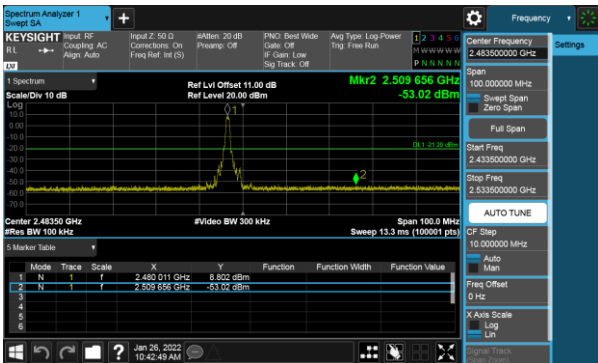 Spectrum Analyzer 1
Swept SA
+
Frequency
KEYSIGHT
RL
Input: RF
Coupling: AC
Align: Auto
Input Z: 50 Ω
Corrections: On
Freq Ref: Int (S)
#Atten: 20 dB
Preamp: Off
PNO: Best Wide
Gate: Off
IF Gain: Low
Sig Track: Off
Avg Type: Log-Power
Trig: Free Run
1 2 3 4 5 6
M W W W W W
P N N N N N
LXI
1 Spectrum
Scale/Div 10 dB
Ref Lvl Offset 11.00 dB
Ref Level 20.00 dBm
Mkr2 2.509 656 GHz
-53.02 dBm
Log
10.0
0.00
-10.0
-20.0
-30.0
-40.0
-50.0
-60.0
-70.0
1
DL1 -21.20 dBm
2
Center 2.48350 GHz
#Res BW 100 kHz
#Video BW 300 kHz
Span 100.0 MHz
Sweep 13.3 ms (100001 pts)
5 Marker Table
Mode Trace Scale X Y Function Function Width Function Value
1 N 1 f 2.480 011 GHz 8.802 dBm
2 N 1 f 2.509 656 GHz -53.02 dBm
3
4
5
6
?
Jan 26, 2022
10:42:49 AM
Center Frequency
2.483500000 GHz
Settings
Span
100.000000 MHz
Swept Span
Zero Span
Full Span
Start Freq
2.433500000 GHz
Stop Freq
2.533500000 GHz
AUTO TUNE
CF Step
10.000000 MHz
Auto
Man
Freq Offset
0 Hz
X Axis Scale
Log
Lin
Signal Track
(Span Zoom)